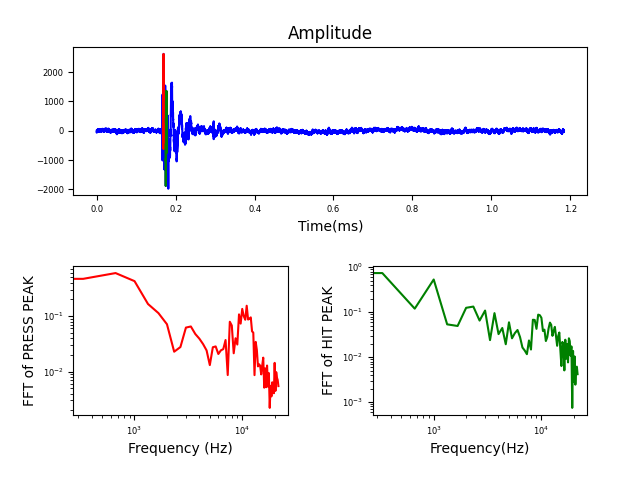 Amplitude
2000
1000
0
−1000
−2000
0.0 0.2 0.4 0.6 0.8 1.0 1.2
Time(ms)
FFT of PRESS PEAK
10⁻¹
10⁻²
10³ 10⁴
Frequency (Hz)
FFT of HIT PEAK
10⁰
10⁻¹
10⁻²
10⁻³
10³ 10⁴
Frequency(Hz)